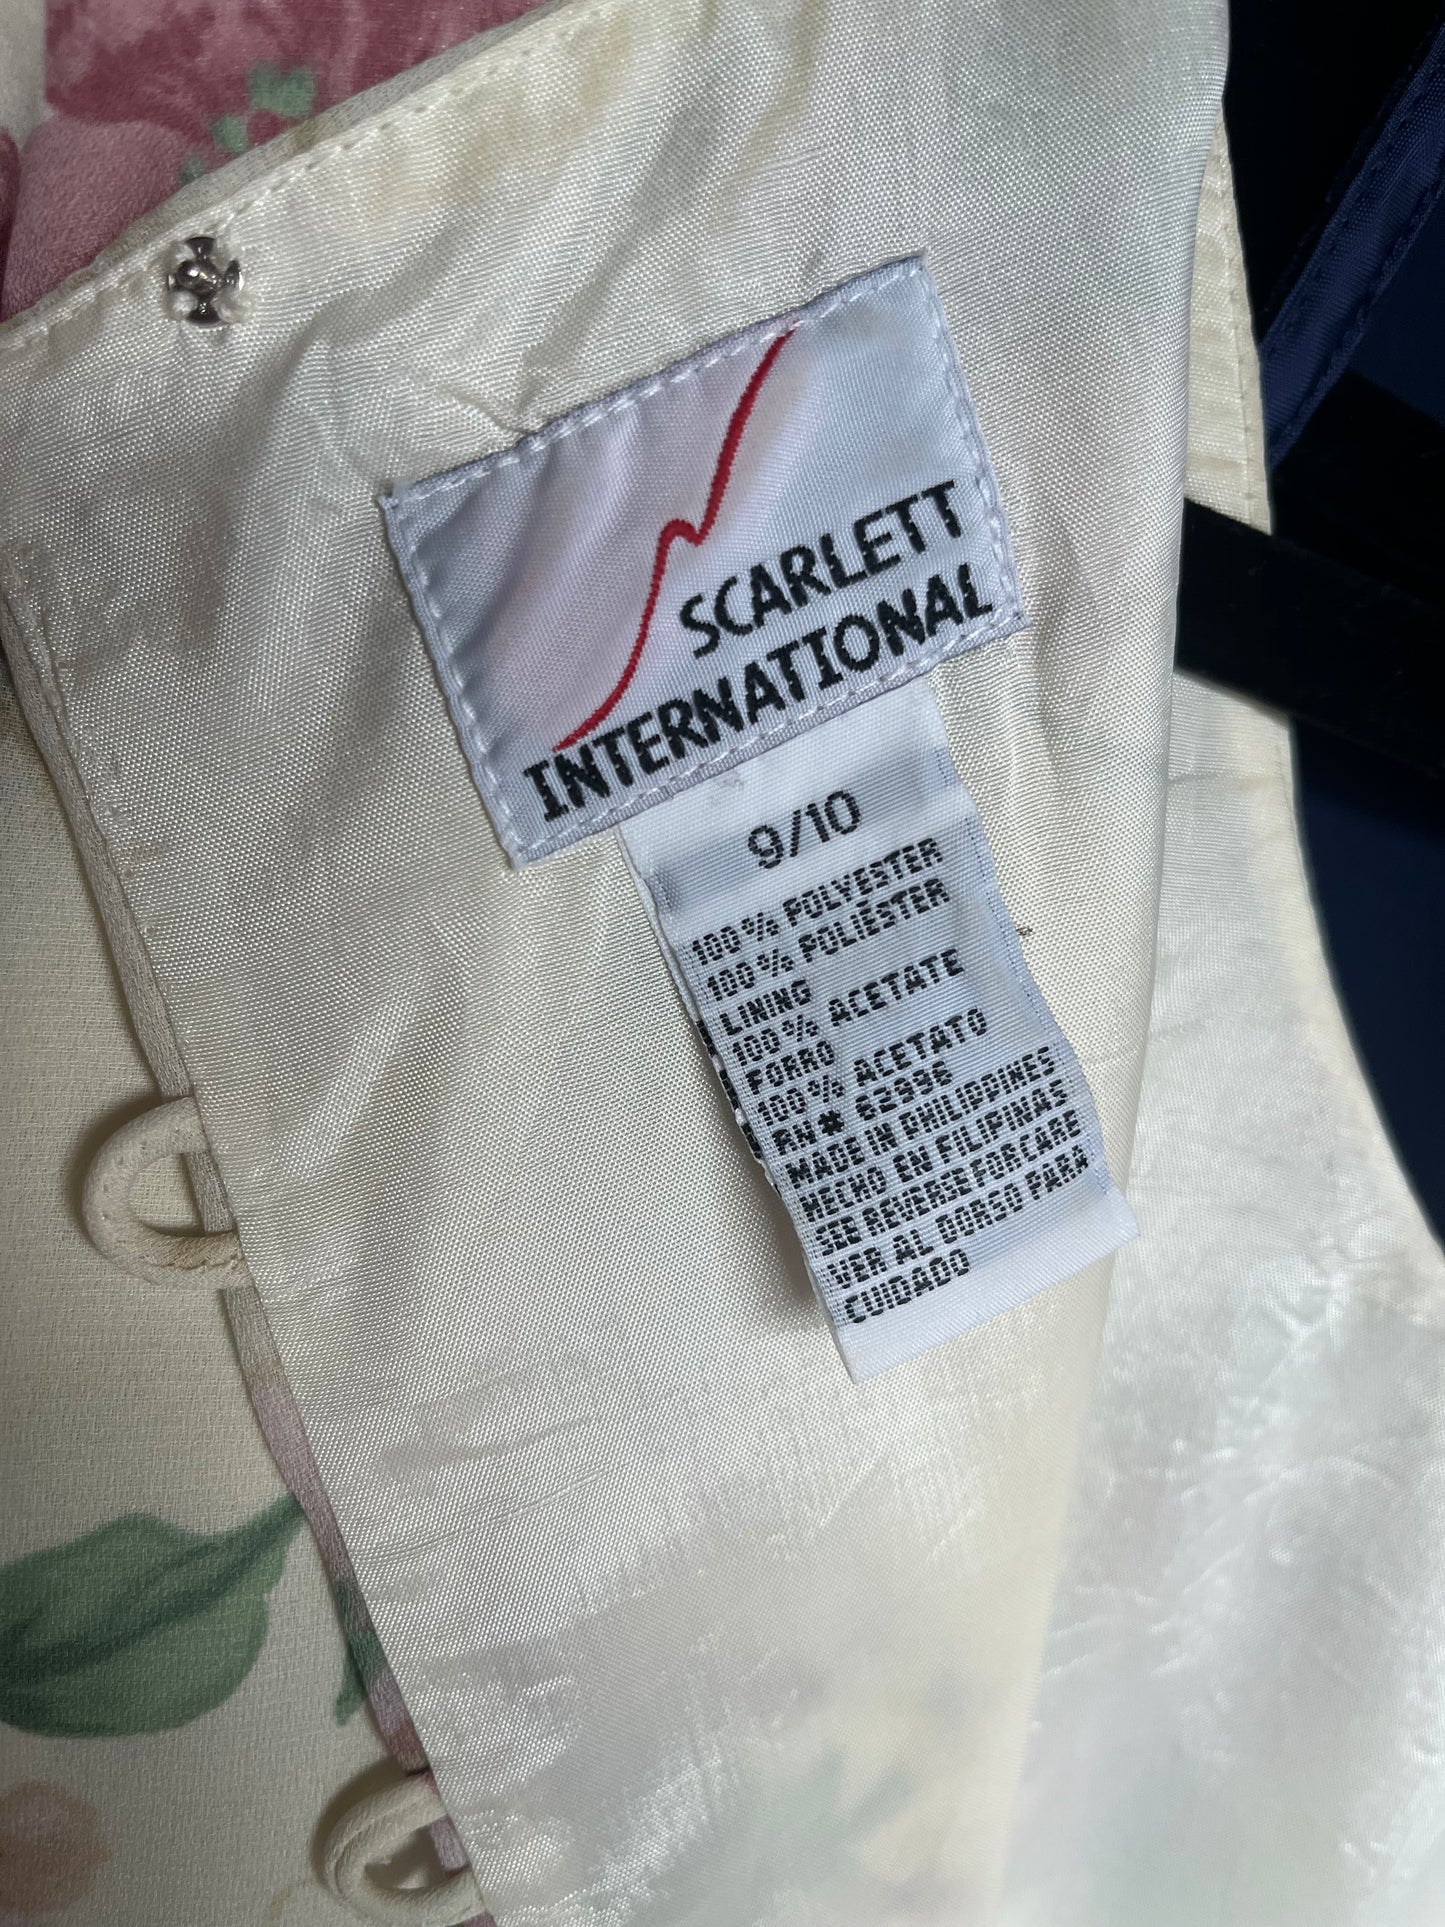 SCARLETT
INTERNATIONAL
9/10
100% POLYESTER
100% POLIÉSTER
LINING
100% ACETATE
FORRO
100% ACETATO
RN# 62996
MADE IN PHILIPPINES
HECHO EN FILIPINAS
SEE REVERSE FOR CARE
VER AL DORSO PARA
CUIDADO